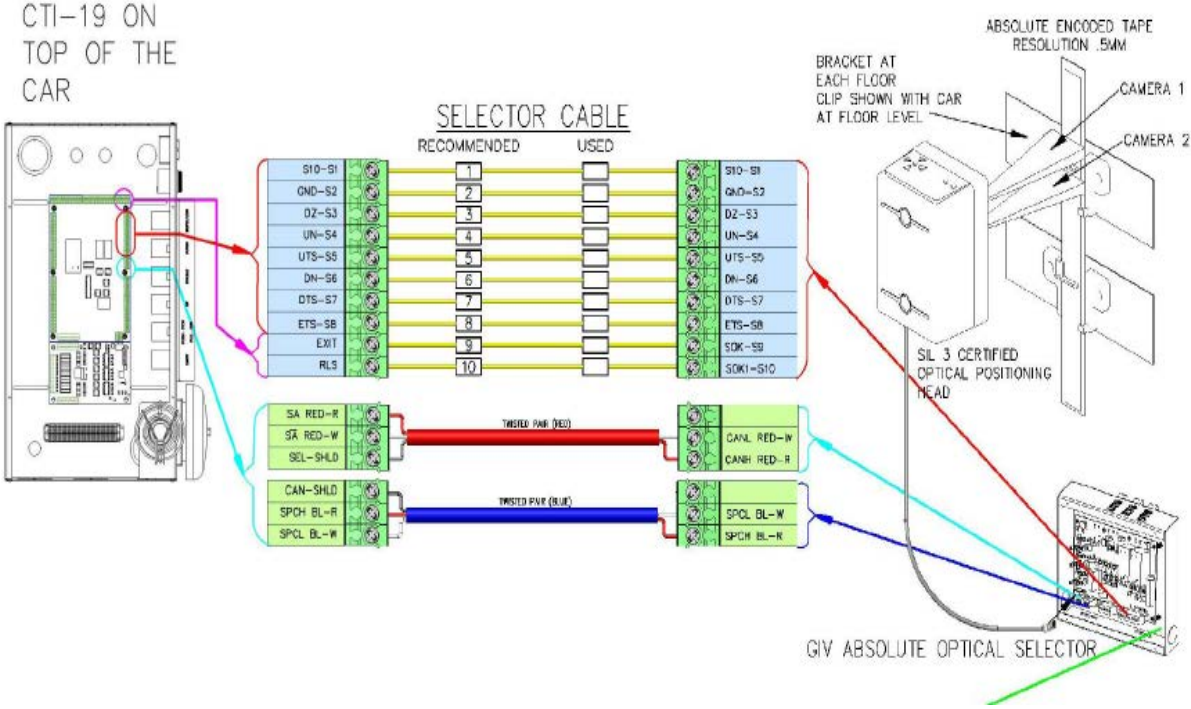 CTI-19 ON
TOP OF THE
CAR
SELECTOR CABLE
RECOMMENDED
USED
S10-S1
GND-S2
DZ-S3
UN-S4
UTS-S5
DN-S6
DTS-S7
ETS-S8
EXIT
RLS
1
2
3
4
5
6
7
8
9
10
S10-S1
GND-S2
DZ-S3
UN-S4
UTS-S5
DN-S6
DTS-S7
ETS-S8
SOK-S9
SOK1-S10
SA RED-R
S̅A̅ RED-W
SEL-SHLD
TWISTED PAIR (RED)
CANL RED-W
CANH RED-R
CAN-SHLD
SPCH BL-R
SPCL BL-W
TWISTED PAIR (BLUE)
SPCL BL-W
SPCH BL-R
ABSOLUTE ENCODED TAPE
RESOLUTION .5MM
BRACKET AT
EACH FLOOR
CLIP SHOWN WITH CAR
AT FLOOR LEVEL
CAMERA 1
CAMERA 2
SIL 3 CERTIFIED
OPTICAL POSITIONING
HEAD
GIV ABSOLUTE OPTICAL SELECTOR